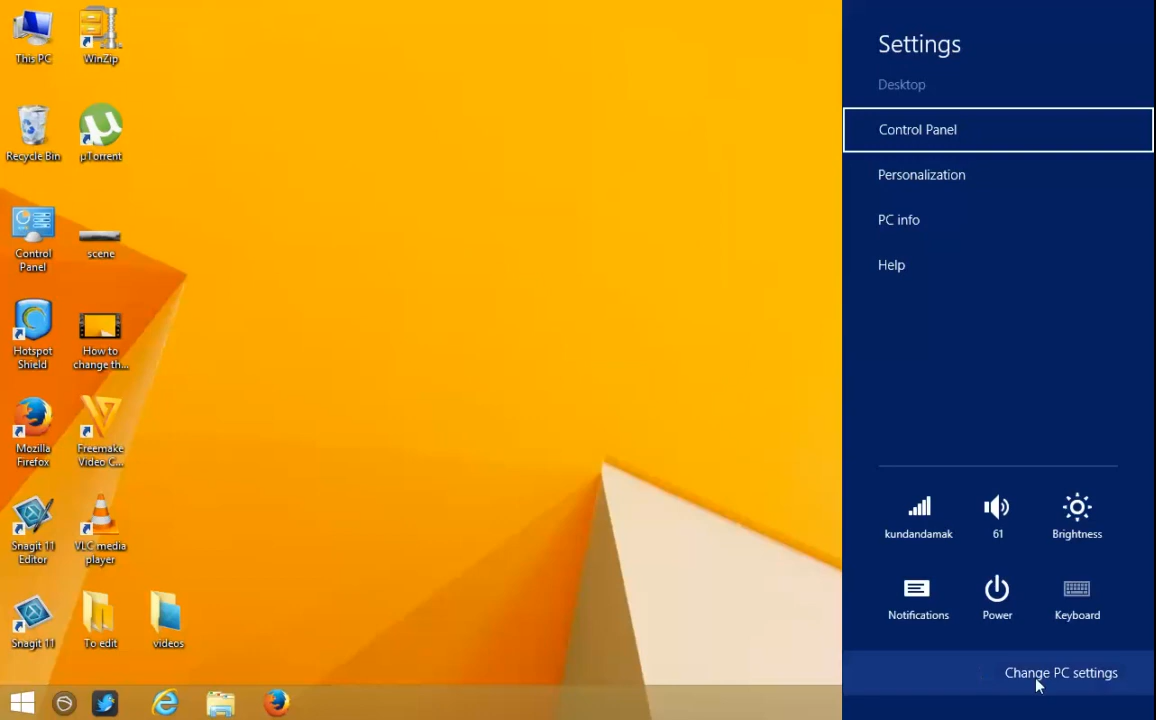 This PC
WinZip
Recycle Bin
µTorrent
Control
Panel
scene
Hotspot
Shield
How to
change th...
Mozilla
Firefox
Freemake
Video C...
Snagit 11
Editor
VLC media
player
Snagit 11
To edit
videos
Settings
Desktop
Control Panel
Personalization
PC info
Help
kundandamak
61
Brightness
Notifications
Power
Keyboard
Change PC settings